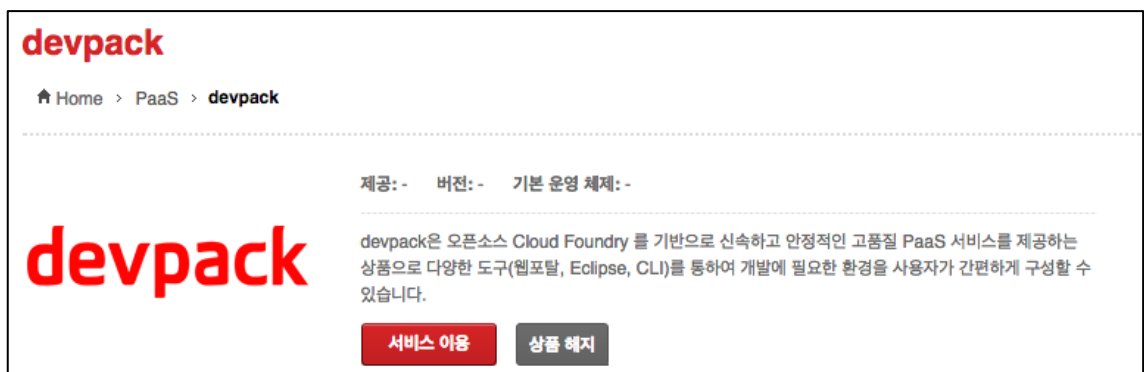 devpack
Home > PaaS > devpack
제공: - 버전: - 기본 운영 체제: -
devpack
devpack은 오픈소스 Cloud Foundry 를 기반으로 신속하고 안정적인 고품질 PaaS 서비스를 제공하는
상품으로 다양한 도구(웹포탈, Eclipse, CLI)를 통하여 개발에 필요한 환경을 사용자가 간편하게 구성할 수
있습니다.
서비스 이용 상품 해지